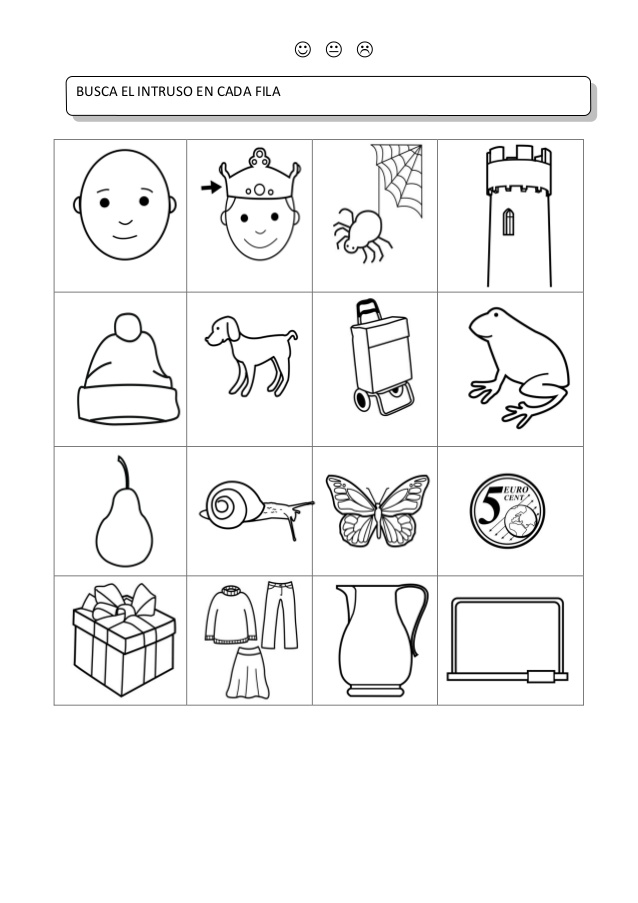 BUSCA EL INTRUSO EN CADA FILA
5 EURO
CENT